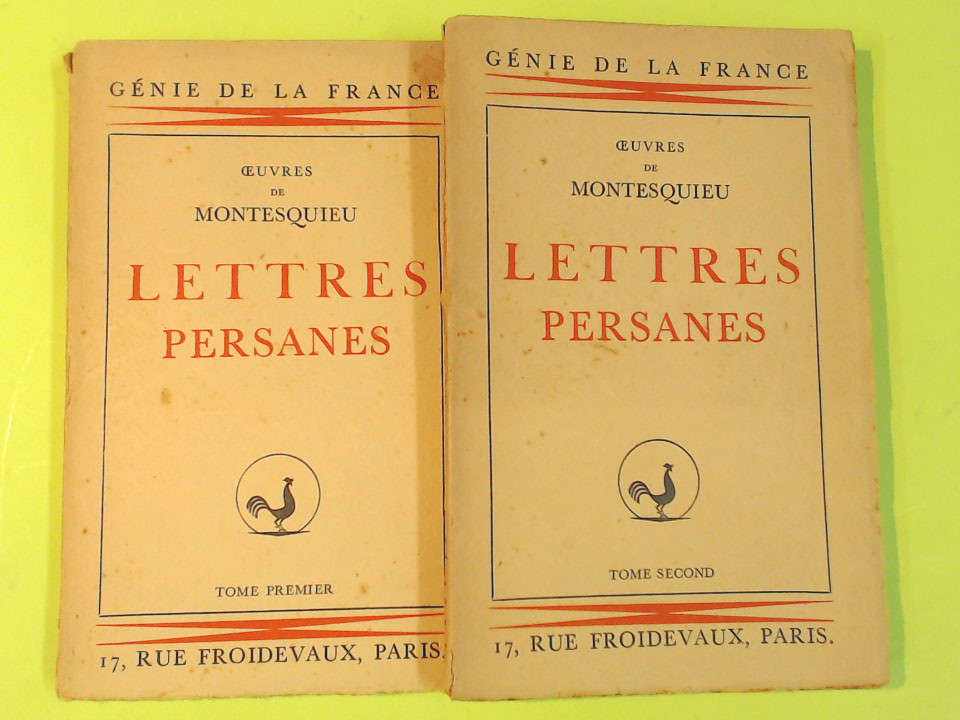 GÉNIE DE LA FRANCE
ŒUVRES
DE
MONTESQUIEU
LETTRES
PERSANES
TOME PREMIER
17, RUE FROIDEVAUX, PARIS.
GÉNIE DE LA FRANCE
ŒUVRES
DE
MONTESQUIEU
LETTRES
PERSANES
TOME SECOND
17, RUE FROIDEVAUX, PARIS.